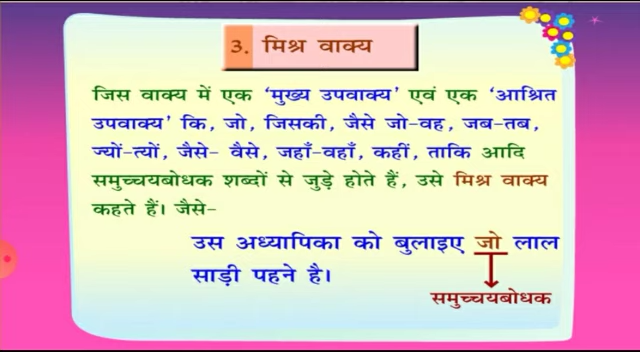 3. मिश्र वाक्य
जिस वाक्य में एक ‘मुख्य उपवाक्य’ एवं एक ‘आश्रित
उपवाक्य’ कि, जो, जिसकी, जैसे जो-वह, जब-तब,
ज्यों-त्यों, जैसे- वैसे, जहाँ-वहाँ, कहीं, ताकि आदि
समुच्चयबोधक शब्दों से जुड़े होते हैं, उसे मिश्र वाक्य
कहते हैं। जैसे-
उस अध्यापिका को बुलाइए जो लाल
साड़ी पहने है।
समुच्चयबोधक